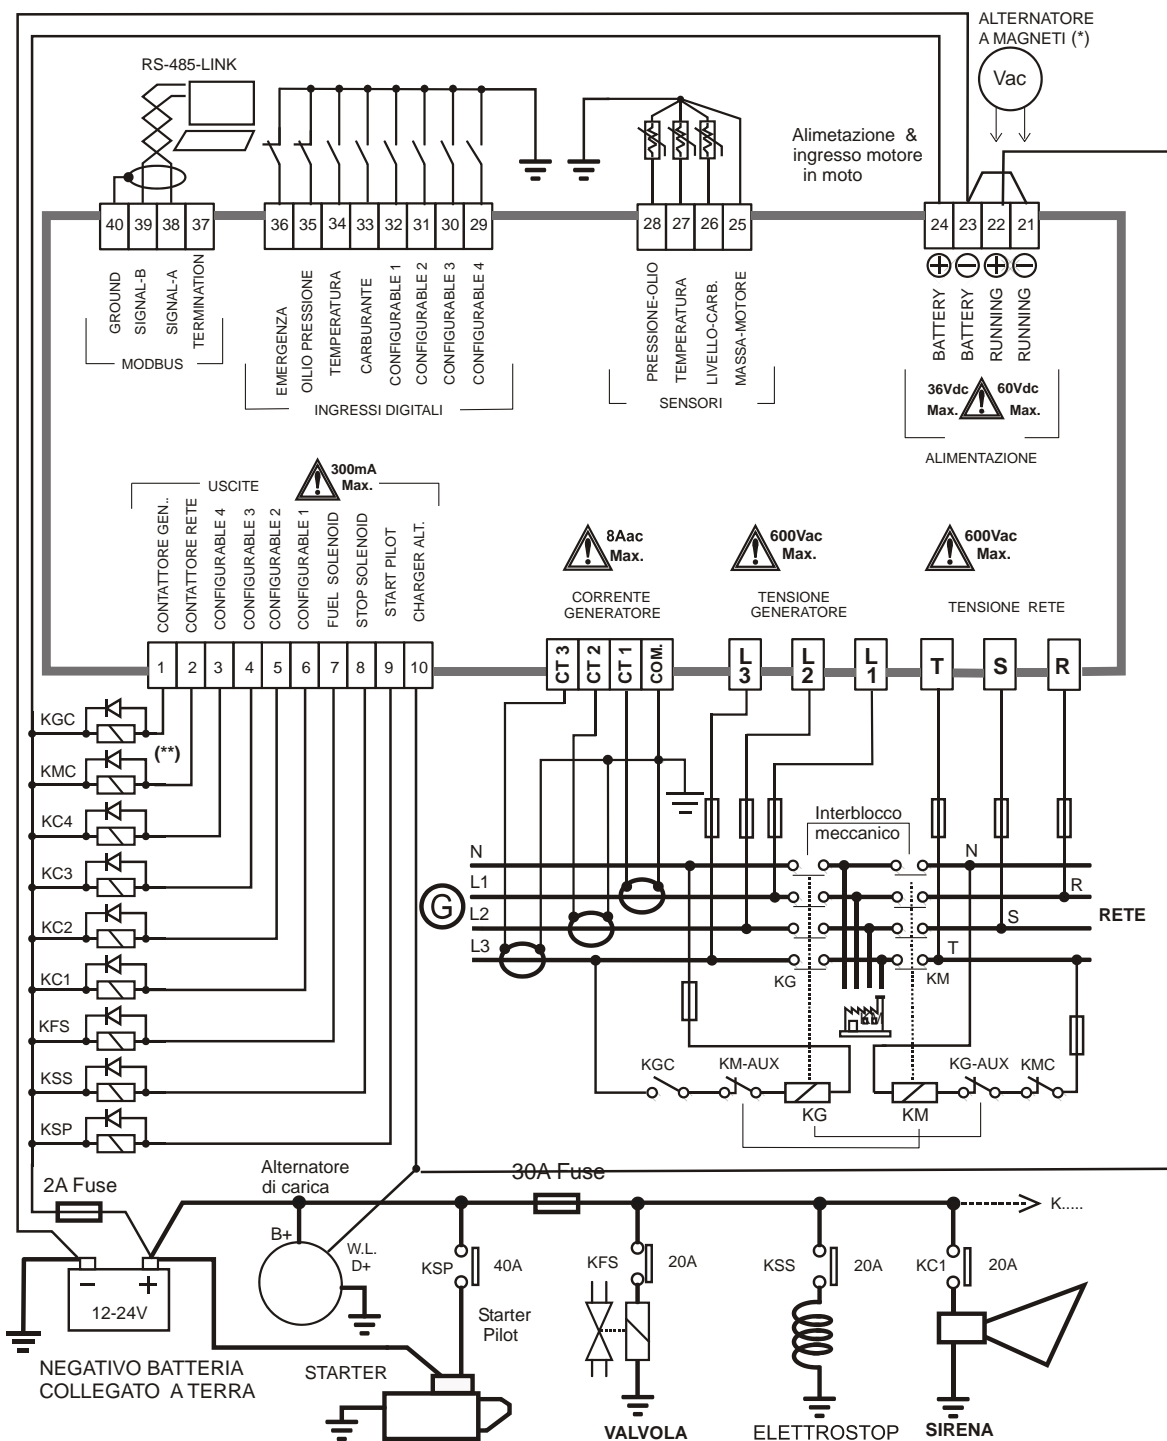 ALTERNATORE
A MAGNETI (*)
Vac
RS-485-LINK
Alimetazione &
ingresso motore
in moto
40 39 38 37
36 35 34 33 32 31 30 29
28 27 26 25
24 23 22 21
GROUND
SIGNAL-B
SIGNAL-A
TERMINATION
MODBUS
EMERGENZA
OILIO PRESSIONE
TEMPERATURA
CARBURANTE
CONFIGURABLE 1
CONFIGURABLE 2
CONFIGURABLE 3
CONFIGURABLE 4
INGRESSI DIGITALI
PRESSIONE-OLIO
TEMPERATURA
LIVELLO-CARB.
MASSA-MOTORE
SENSORI
+ − + −
BATTERY
BATTERY
RUNNING
RUNNING
36Vdc
Max.
60Vdc
Max.
ALIMENTAZIONE
USCITE
300mA
Max.
CONTATTORE GEN..
CONTATTORE RETE
CONFIGURABLE 4
CONFIGURABLE 3
CONFIGURABLE 2
CONFIGURABLE 1
FUEL SOLENOID
STOP SOLENOID
START PILOT
CHARGER ALT.
8Aac
Max.
600Vac
Max.
600Vac
Max.
CORRENTE
GENERATORE
TENSIONE
GENERATORE
TENSIONE RETE
1 2 3 4 5 6 7 8 9 10
CT 3
CT 2
CT 1
COM.
L3
L2
L1
T
S
R
KGC
(**)
KMC
KC4
KC3
KC2
KC1
KFS
KSS
KSP
Interblocco
meccanico
N
L1
L2
L3
G
N
R
S
T
RETE
KG
KM
KGC
KM-AUX
KG-AUX
KMC
KG
KM
2A Fuse
Alternatore
di carica
30A Fuse
K.....
B+
W.L.
D+
KSP
40A
KFS
20A
KSS
20A
KC1
20A
− +
12-24V
Starter
Pilot
NEGATIVO BATTERIA
COLLEGATO A TERRA
STARTER
VALVOLA
ELETTROSTOP
SIRENA